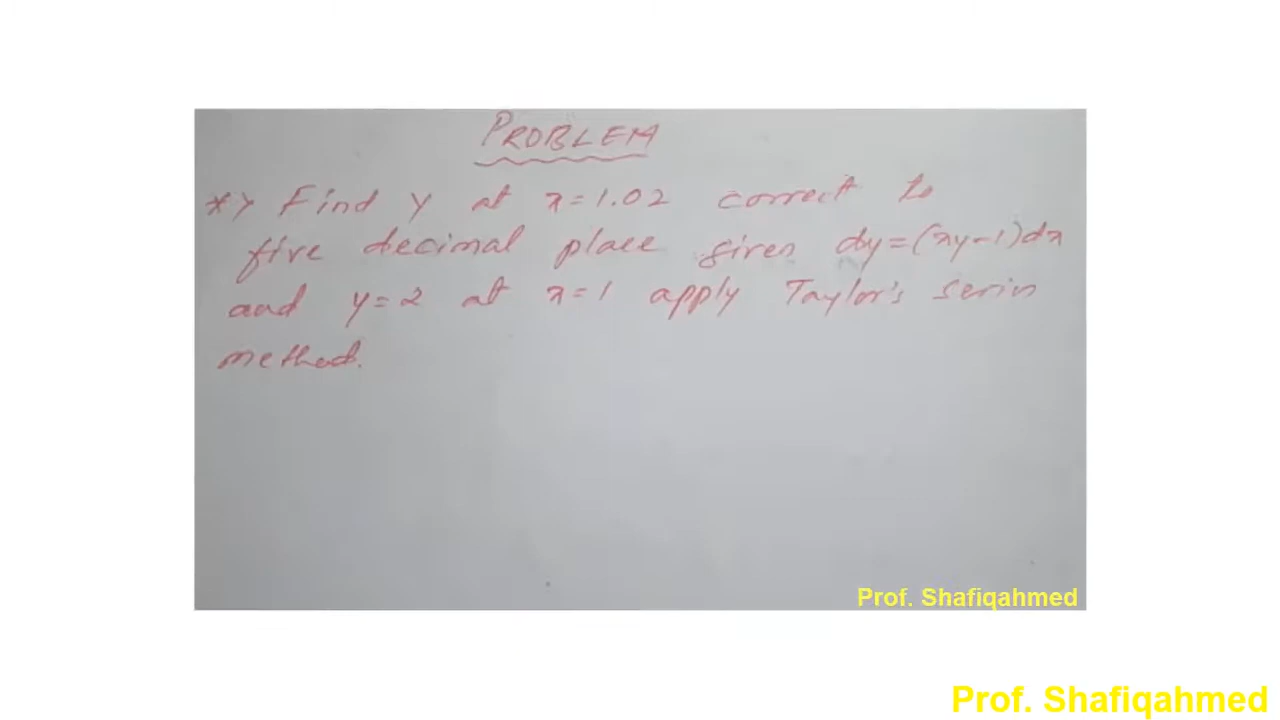 PROBLEM
*> Find y at x=1.02 correct to
five decimal place given dy=(xy-1)dx
and y=2 at x=1 apply Taylor's series
method.
Prof. Shafiqahmed
Prof. Shafiqahmed